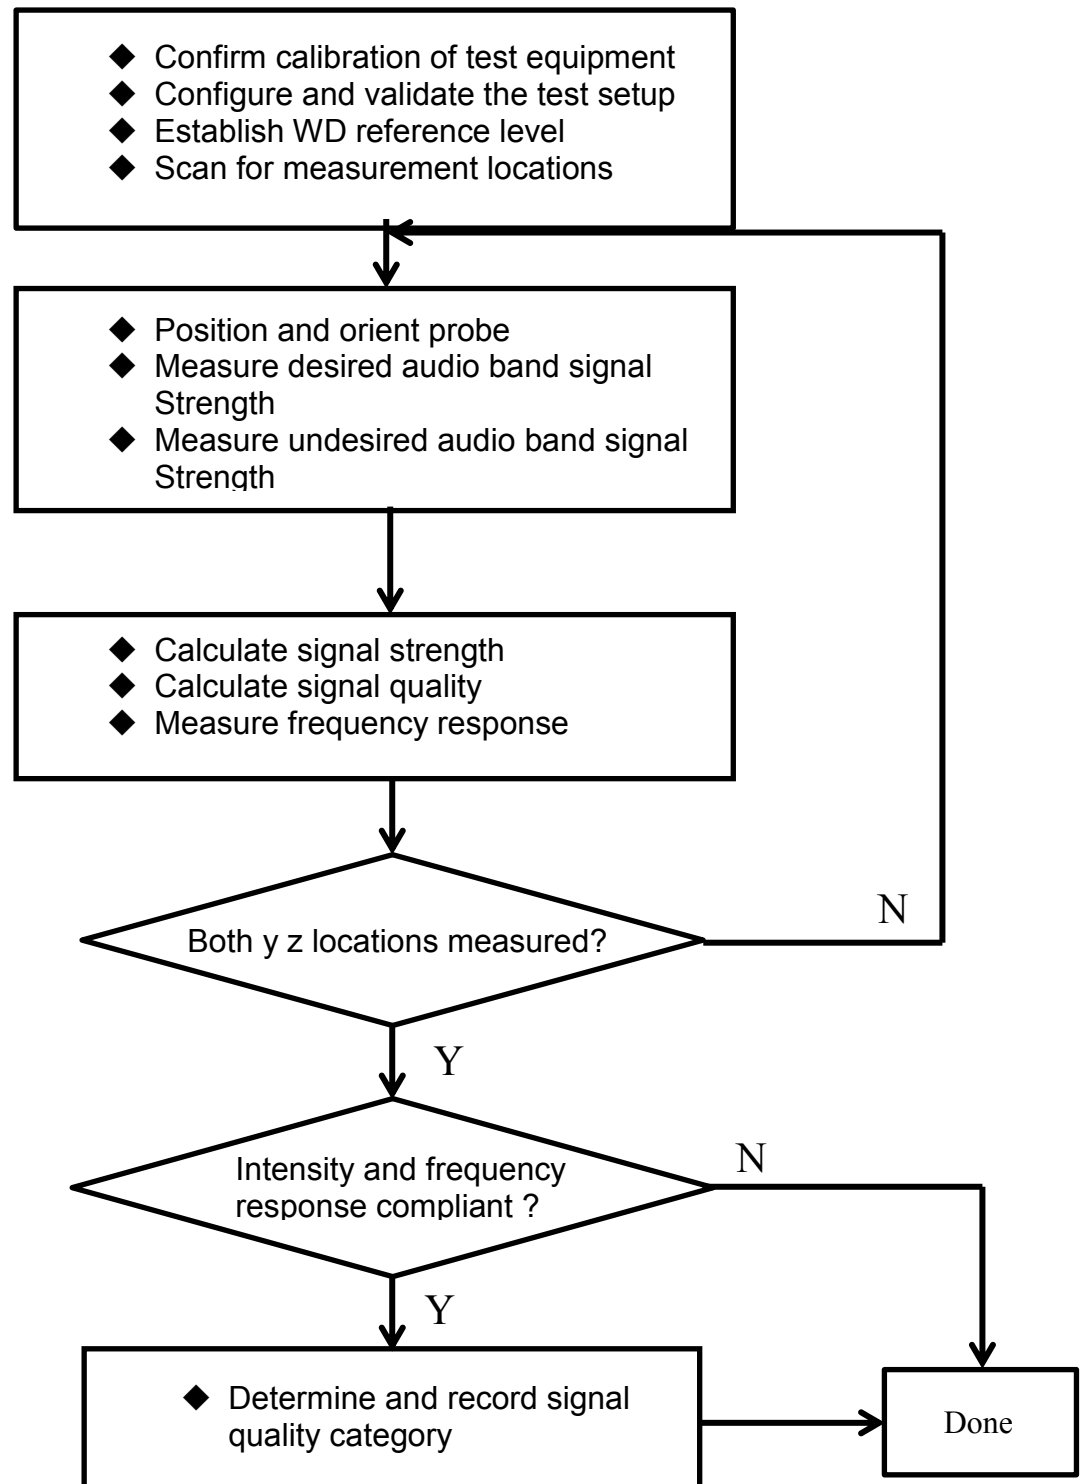 ◆ Confirm calibration of test equipment
◆ Configure and validate the test setup
◆ Establish WD reference level
◆ Scan for measurement locations
◆ Position and orient probe
◆ Measure desired audio band signal
Strength
◆ Measure undesired audio band signal
Strength
◆ Calculate signal strength
◆ Calculate signal quality
◆ Measure frequency response
Both y z locations measured?
N
Y
Intensity and frequency
response compliant ?
N
Y
◆ Determine and record signal
quality category
Done